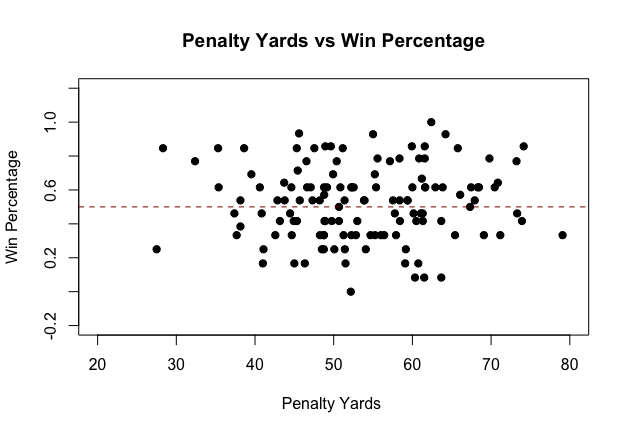 Penalty Yards vs Win Percentage
Win Percentage
1.0
0.6
0.2
-0.2
20 30 40 50 60 70 80
Penalty Yards